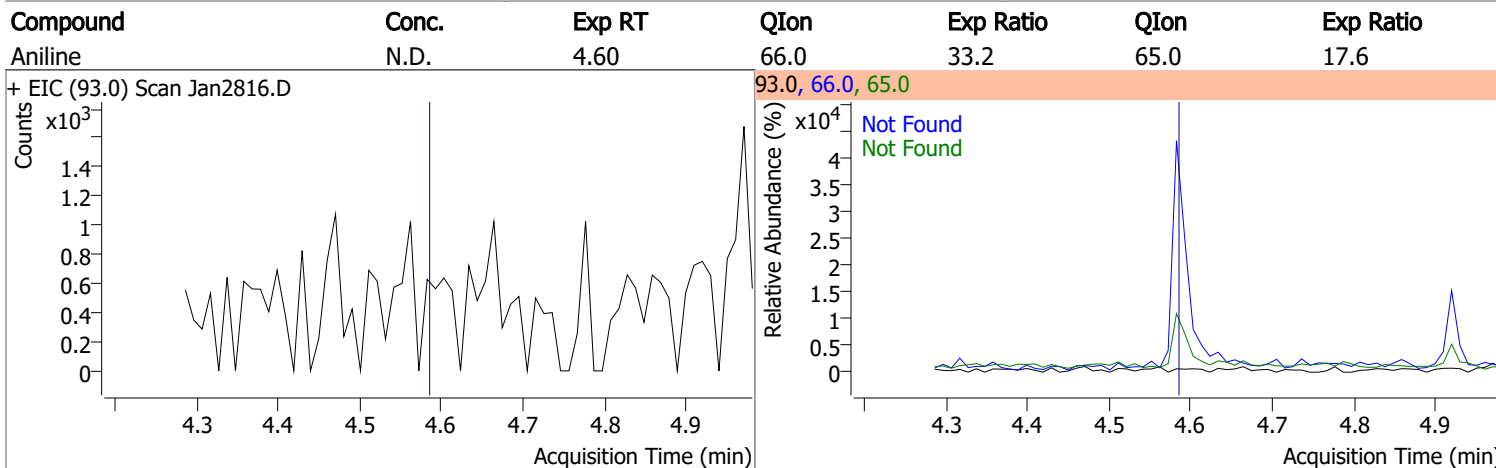 Compound Conc. Exp RT QIon Exp Ratio QIon Exp Ratio
Aniline N.D. 4.60 66.0 33.2 65.0 17.6
+ EIC (93.0) Scan Jan2816.D
Counts
x10³
1.4
1.2
1
0.8
0.6
0.4
0.2
0
4.3 4.4 4.5 4.6 4.7 4.8 4.9
Acquisition Time (min)
93.0, 66.0, 65.0
Relative Abundance (%)
x10⁴
Not Found
Not Found
4
3.5
3
2.5
2
1.5
1
0.5
0
4.3 4.4 4.5 4.6 4.7 4.8 4.9
Acquisition Time (min)